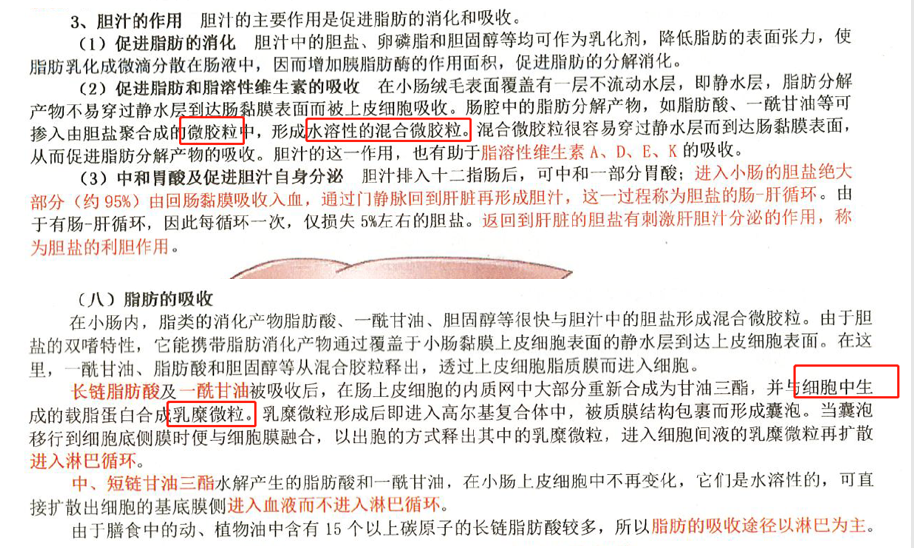 3、胆汁的作用 胆汁的主要作用是促进脂肪的消化和吸收。
（1）促进脂肪的消化 胆汁中的胆盐、卵磷脂和胆固醇等均可作为乳化剂，降低脂肪的表面张力，使
脂肪乳化成微滴分散在肠液中，因而增加胰脂肪酶的作用面积，促进脂肪的分解消化。
（2）促进脂肪和脂溶性维生素的吸收 在小肠绒毛表面覆盖有一层不流动水层，即静水层，脂肪分解
产物不易穿过静水层到达肠黏膜表面而被上皮细胞吸收。肠腔中的脂肪分解产物，如脂肪酸、一酰甘油等可
掺入由胆盐聚合成的微胶粒中，形成水溶性的混合微胶粒。混合微胶粒很容易穿过静水层而到达肠黏膜表面，
从而促进脂肪分解产物的吸收。胆汁的这一作用，也有助于脂溶性维生素 A、D、E、K 的吸收。
（3）中和胃酸及促进胆汁自身分泌 胆汁排入十二指肠后，可中和一部分胃酸；进入小肠的胆盐绝大
部分（约 95%）由回肠黏膜吸收入血，通过门静脉回到肝脏再形成胆汁，这一过程称为胆盐的肠-肝循环。由
于有肠-肝循环，因此每循环一次，仅损失 5%左右的胆盐。返回到肝脏的胆盐有刺激肝胆汁分泌的作用，称
为胆盐的利胆作用。
（八）脂肪的吸收
在小肠内，脂类的消化产物脂肪酸、一酰甘油、胆固醇等很快与胆汁中的胆盐形成混合微胶粒。由于胆
盐的双嗜特性，它能携带脂肪消化产物通过覆盖于小肠黏膜上皮细胞表面的静水层到达上皮细胞表面。在这
里，一酰甘油、脂肪酸和胆固醇等从混合胶粒释出，透过上皮细胞脂质膜而进入细胞。
长链脂肪酸及一酰甘油被吸收后，在肠上皮细胞的内质网中大部分重新合成为甘油三酯，并与细胞中生
成的载脂蛋白合成乳糜微粒。乳糜微粒形成后即进入高尔基复合体中，被质膜结构包裹而形成囊泡。当囊泡
移行到细胞底侧膜时便与细胞膜融合，以出胞的方式释出其中的乳糜微粒，进入细胞间液的乳糜微粒再扩散
进入淋巴循环。
中、短链甘油三酯水解产生的脂肪酸和一酰甘油，在小肠上皮细胞中不再变化，它们是水溶性的，可直
接扩散出细胞的基底膜侧进入血液而不进入淋巴循环。
由于膳食中的动、植物油中含有 15 个以上碳原子的长链脂肪酸较多，所以脂肪的吸收途径以淋巴为主。